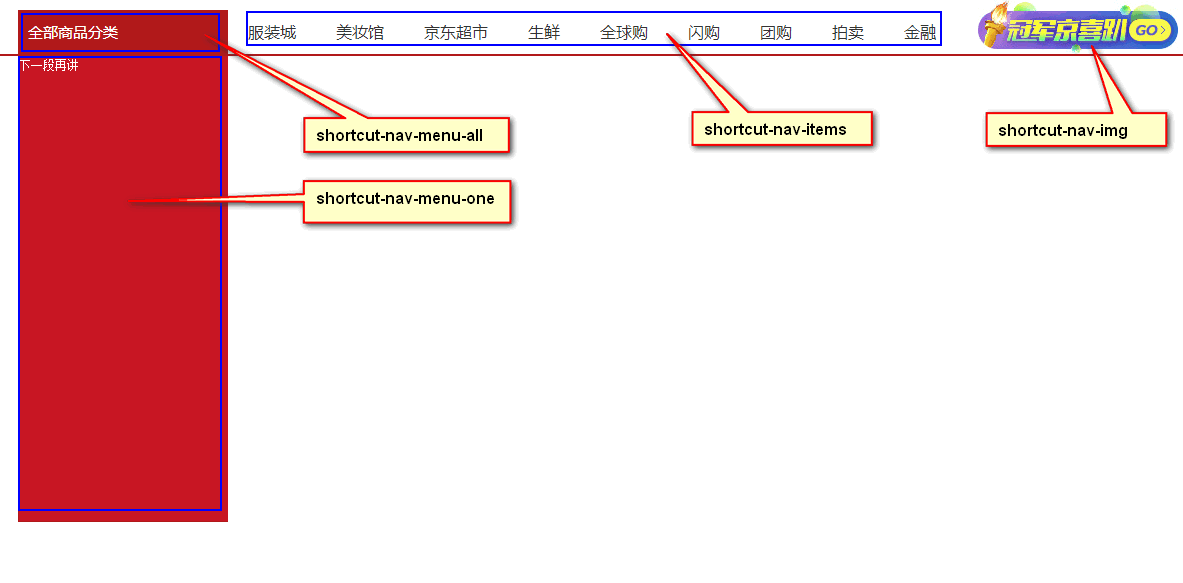 全部商品分类
服装城 美妆馆 京东超市 生鲜 全球购 闪购 团购 拍卖 金融
冠军京喜趴 GO
下一段再讲
shortcut-nav-menu-all
shortcut-nav-items
shortcut-nav-img
shortcut-nav-menu-one